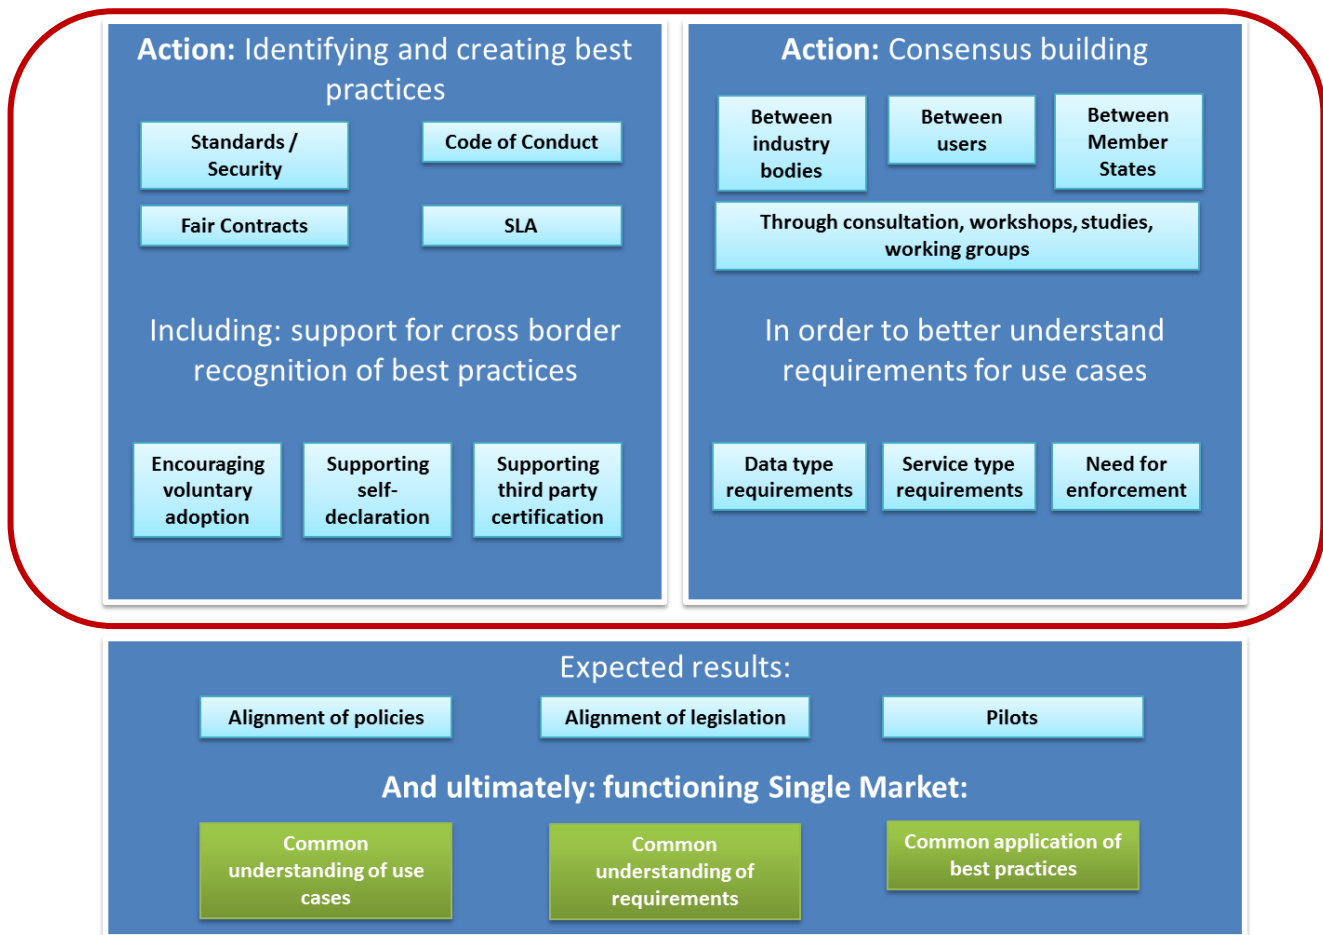 Action: Identifying and creating best
practices
Standards /
Security
Code of Conduct
Fair Contracts
SLA
Including: support for cross border
recognition of best practices
Encouraging
voluntary
adoption
Supporting
self-
declaration
Supporting
third party
certification
Action: Consensus building
Between
industry
bodies
Between
users
Between
Member
States
Through consultation, workshops, studies,
working groups
In order to better understand
requirements for use cases
Data type
requirements
Service type
requirements
Need for
enforcement
Expected results:
Alignment of policies
Alignment of legislation
Pilots
And ultimately: functioning Single Market:
Common
understanding of use
cases
Common
understanding of
requirements
Common application of
best practices